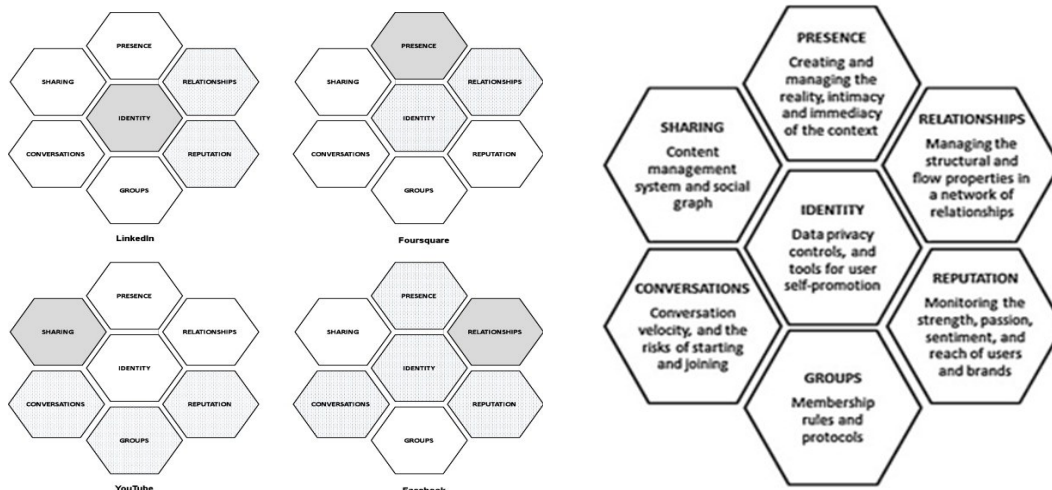 PRESENCE
SHARING
RELATIONSHIPS
IDENTITY
CONVERSATIONS
REPUTATION
GROUPS
LinkedIn
PRESENCE
SHARING
RELATIONSHIPS
IDENTITY
CONVERSATIONS
REPUTATION
GROUPS
Foursquare
PRESENCE
SHARING
RELATIONSHIPS
IDENTITY
CONVERSATIONS
REPUTATION
GROUPS
YouTube
PRESENCE
SHARING
RELATIONSHIPS
IDENTITY
CONVERSATIONS
REPUTATION
GROUPS
Facebook
PRESENCE
Creating and
managing the
reality, intimacy
and immediacy
of the context
SHARING
Content
management
system and social
graph
RELATIONSHIPS
Managing the
structural and
flow properties in
a network of
relationships
IDENTITY
Data privacy
controls, and
tools for user
self-promotion
CONVERSATIONS
Conversation
velocity, and the
risks of starting
and joining
REPUTATION
Monitoring the
strength, passion,
sentiment, and
reach of users
and brands
GROUPS
Membership
rules and
protocols